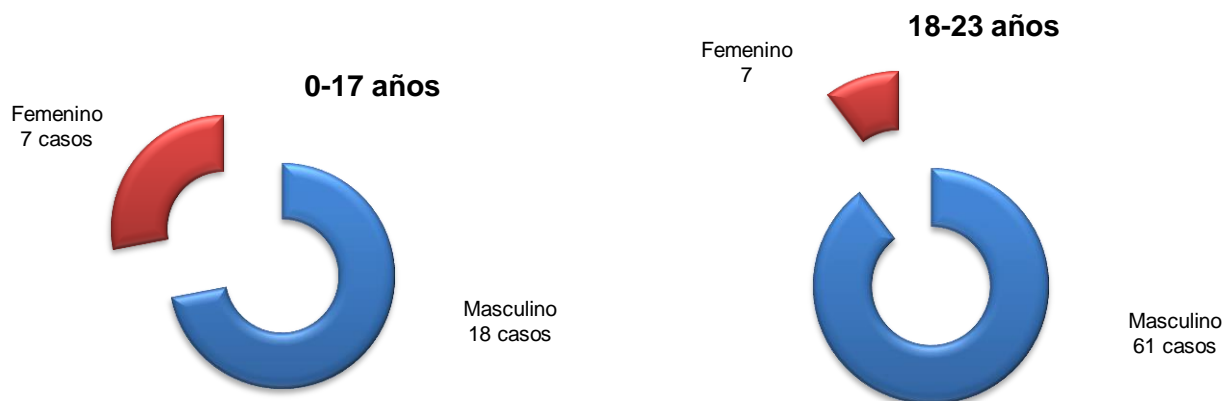 0-17 años
Femenino
7 casos
Masculino
18 casos
18-23 años
Femenino
7
Masculino
61 casos